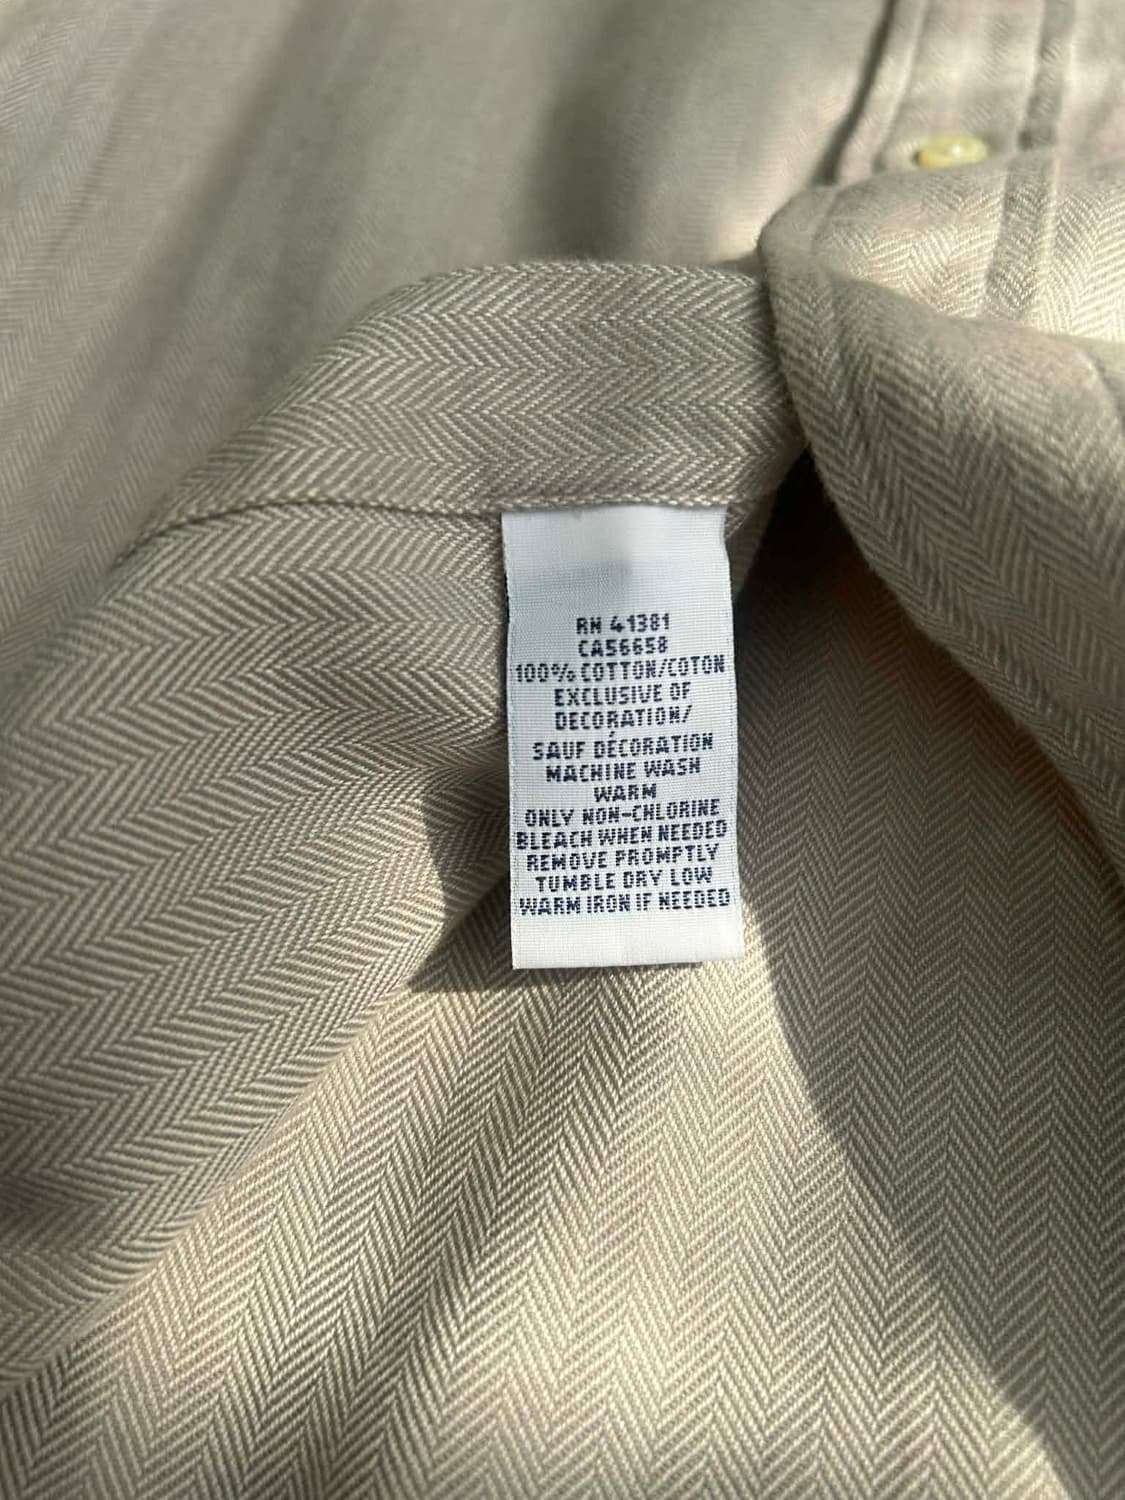 RN 41381
CA56658
100% COTTON/COTON
EXCLUSIVE OF
DECORATION/
SAUF DÉCORATION
MACHINE WASH
WARM
ONLY NON-CHLORINE
BLEACH WHEN NEEDED
REMOVE PROMPTLY
TUMBLE DRY LOW
WARM IRON IF NEEDED